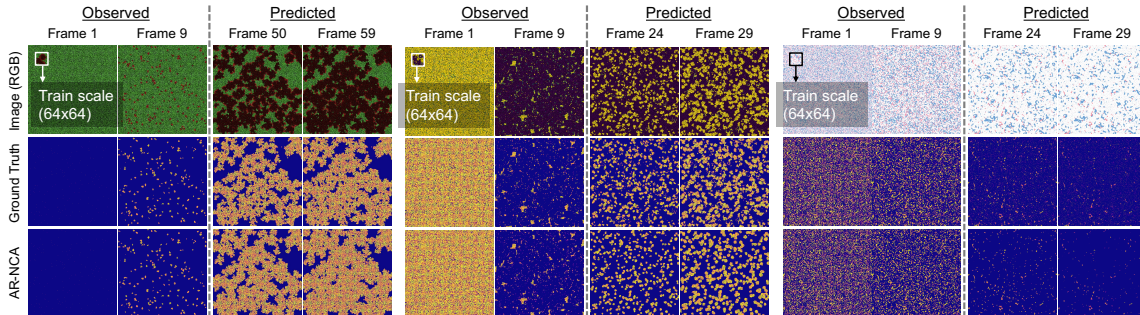 Observed Predicted Observed Predicted Observed Predicted
Frame 1 Frame 9 Frame 50 Frame 59 Frame 1 Frame 9 Frame 24 Frame 29 Frame 1 Frame 9 Frame 24 Frame 29
Image (RGB)
Train scale
(64x64)
Train scale
(64x64)
Train scale
(64x64)
Ground Truth
AR-NCA